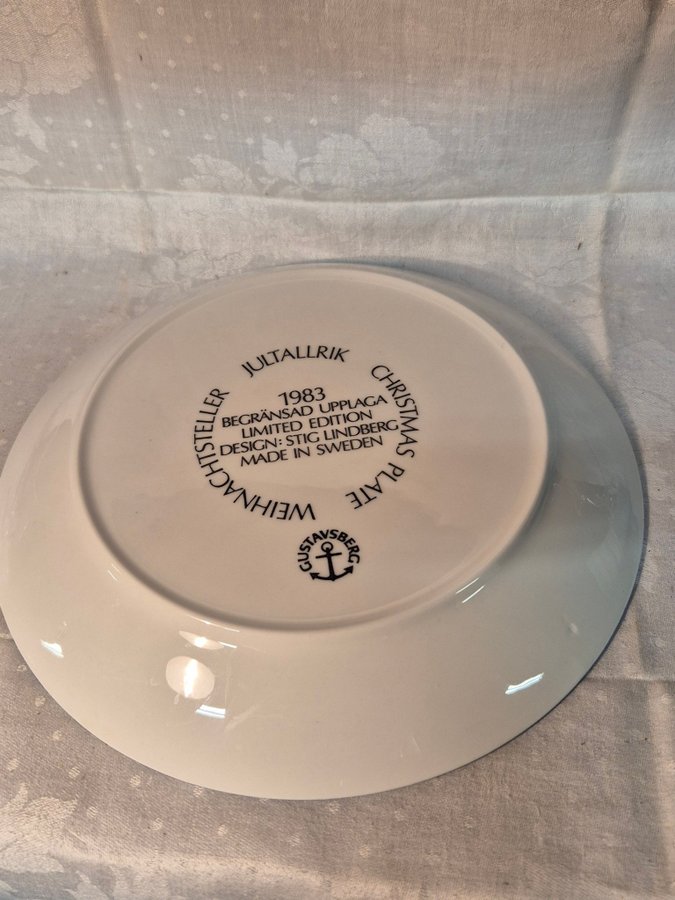 JULTALLRIK
CHRISTMAS PLATE
WEIHNACHTSTELLER
1983
BEGRÄNSAD UPPLAGA
LIMITED EDITION
DESIGN: STIG LINDBERG
MADE IN SWEDEN
GUSTAVSBERG